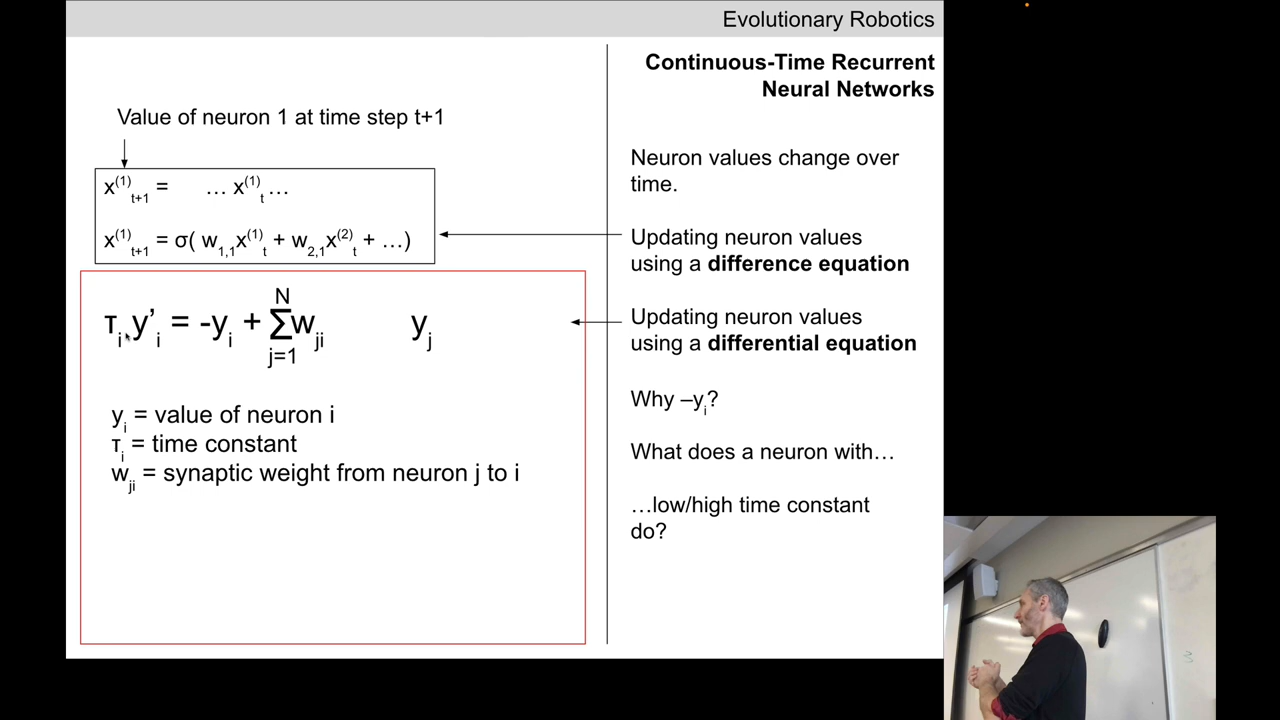 Evolutionary Robotics
Continuous-Time Recurrent
Neural Networks
Value of neuron 1 at time step t+1
x⁽¹⁾ₜ₊₁ = … x⁽¹⁾ₜ …
x⁽¹⁾ₜ₊₁ = σ( w₁,₁x⁽¹⁾ₜ + w₂,₁x⁽²⁾ₜ + …)
τᵢ y’ᵢ = -yᵢ + Σ_{j=1}^{N} wⱼᵢ yⱼ
yᵢ = value of neuron i
τᵢ = time constant
wⱼᵢ = synaptic weight from neuron j to i
Neuron values change over
time.
Updating neuron values
using a difference equation
Updating neuron values
using a differential equation
Why –yᵢ?
What does a neuron with…
…low/high time constant
do?
3